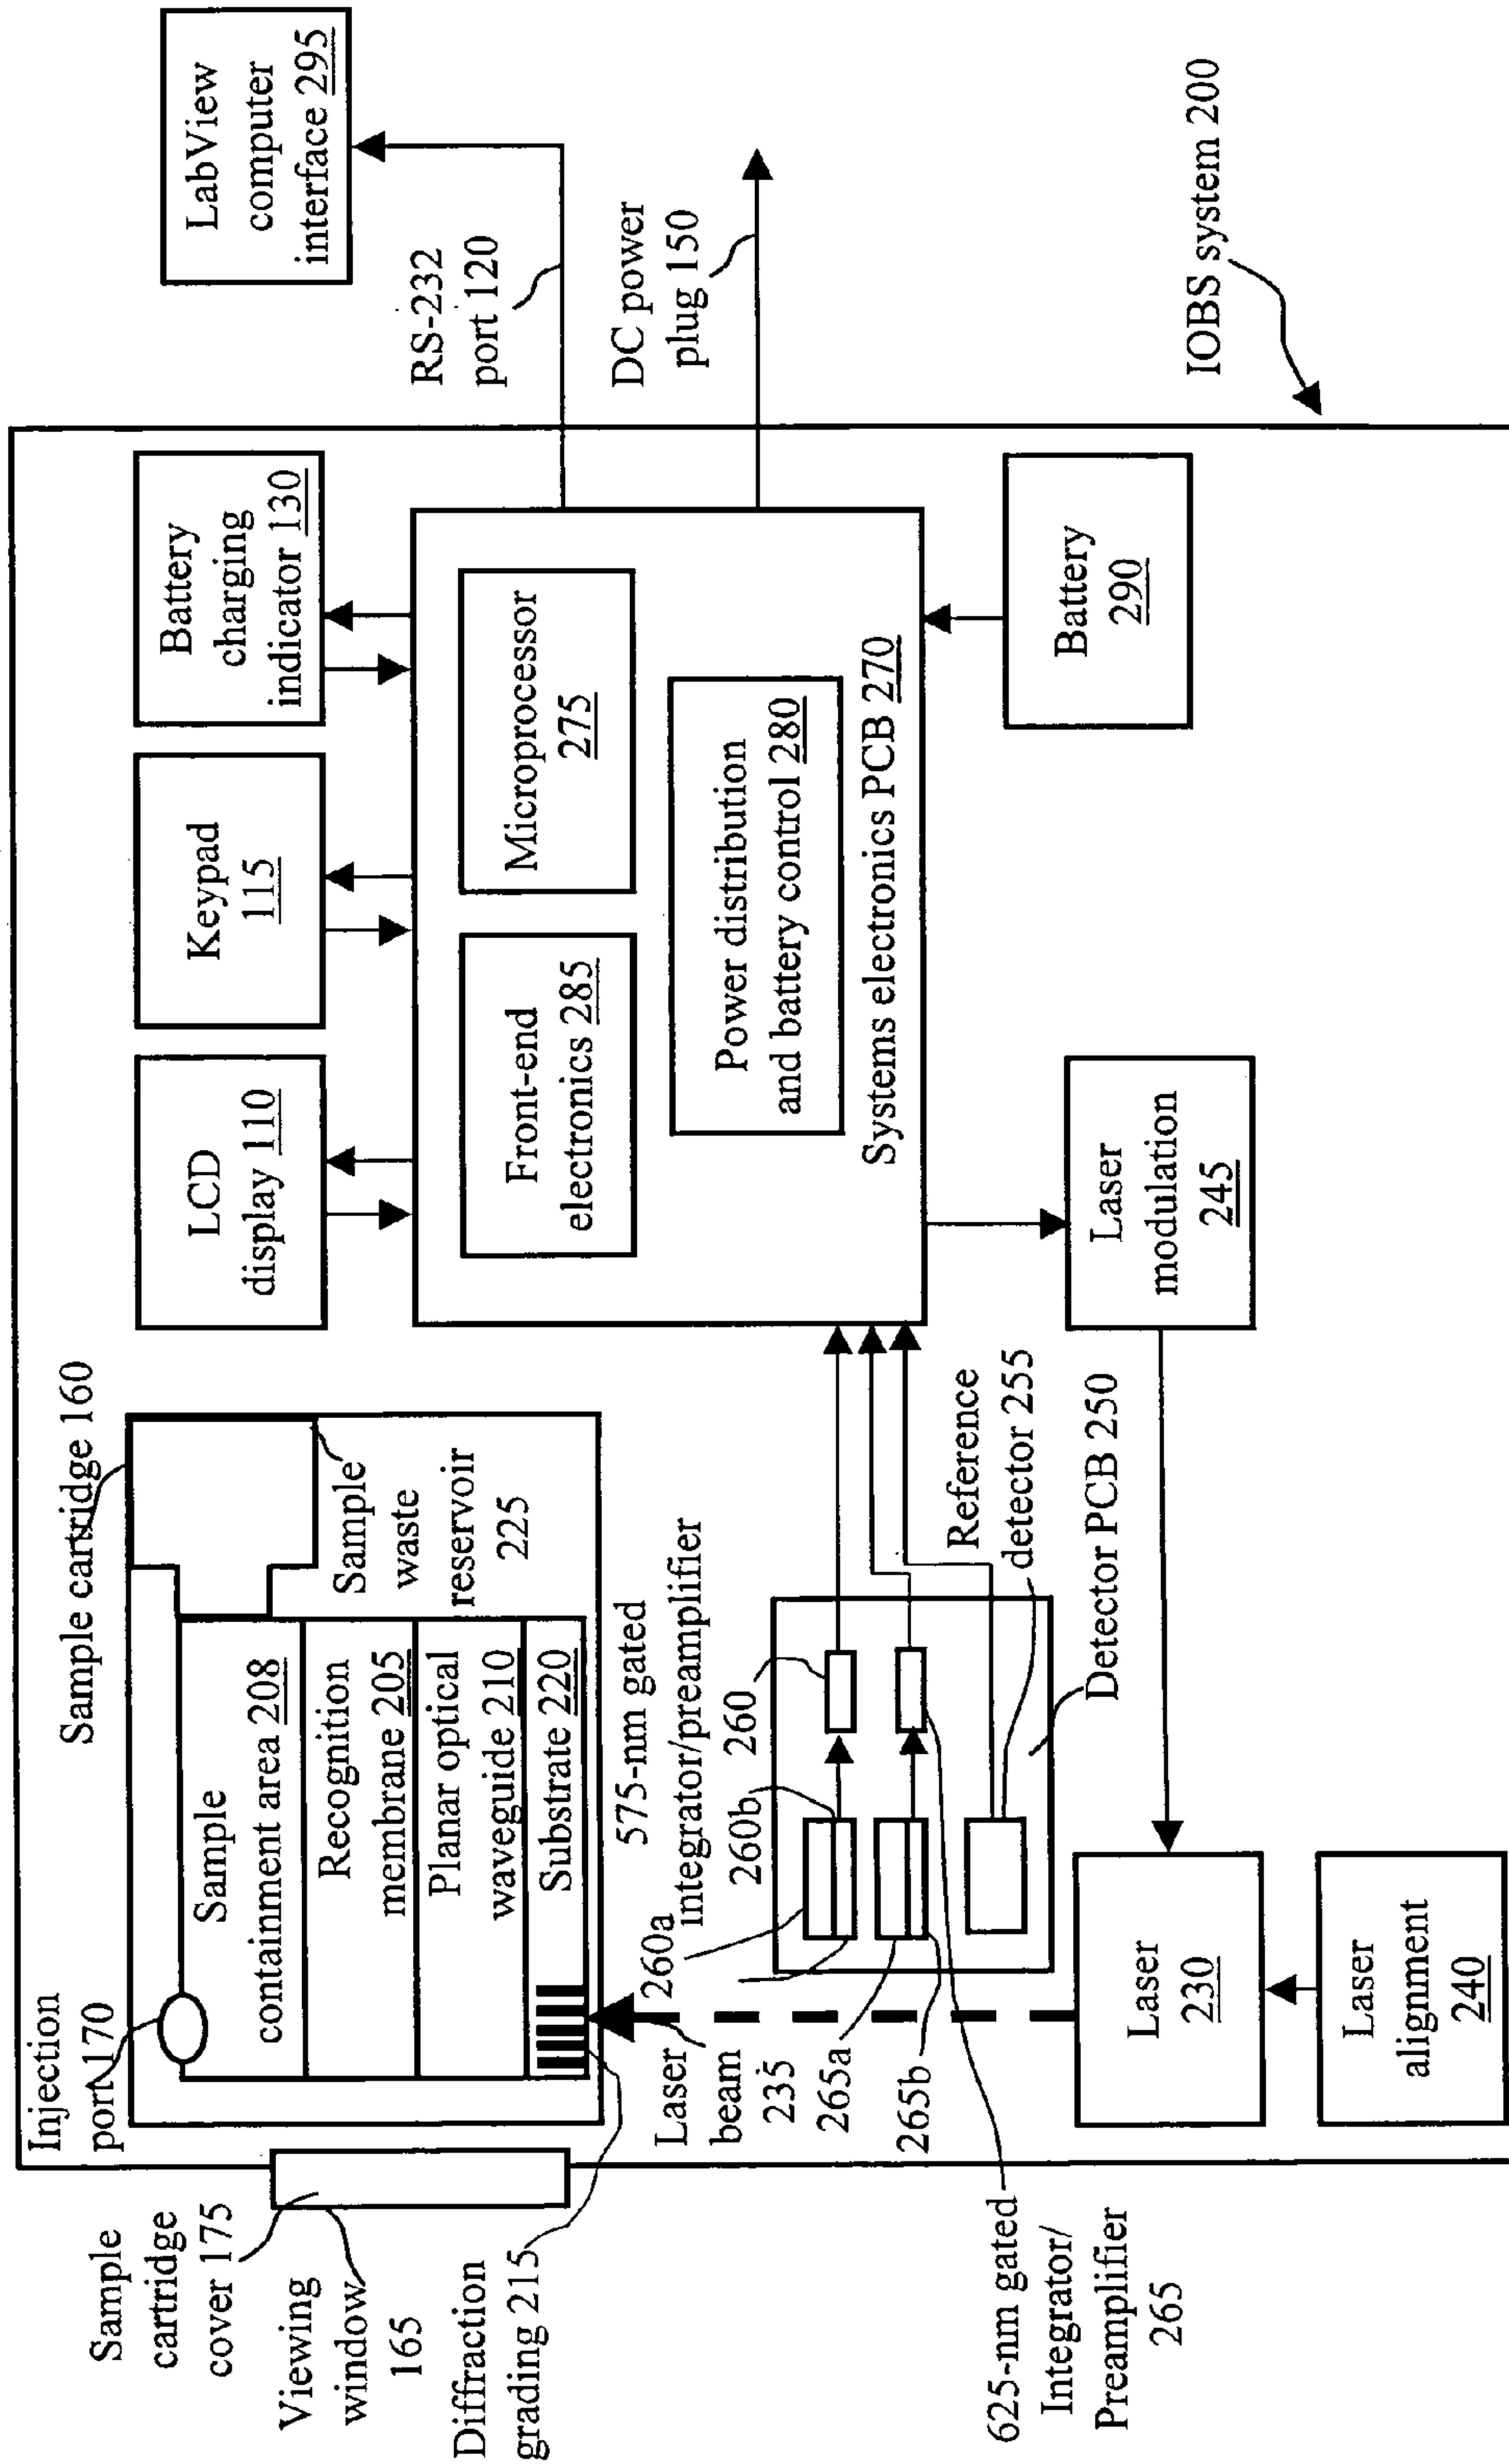 Injection
port 170
Sample cartridge 160
Sample
cartridge
cover 175
Viewing
window
165
Diffraction
grading 215
Sample
containment area 208
Recognition
membrane 205
Planar optical
waveguide 210
Substrate 220
Sample
waste
reservoir
225
LCD
display 110
Keypad
115
Battery
charging
indicator 130
LabView
computer
interface 295
RS-232
port 120
DC power
plug 150
Front-end
electronics 285
Microprocessor
275
Power distribution
and battery control 280
Systems electronics PCB 270
575-nm gated
integrator/preamplifier
260
260a
260b
Laser
beam
235
265a
265b
625-nm gated
Integrator/
Preamplifier
265
Reference
detector 255
Detector PCB 250
Laser
230
Laser
alignment
240
Laser
modulation
245
Battery
290
IOBS system 200